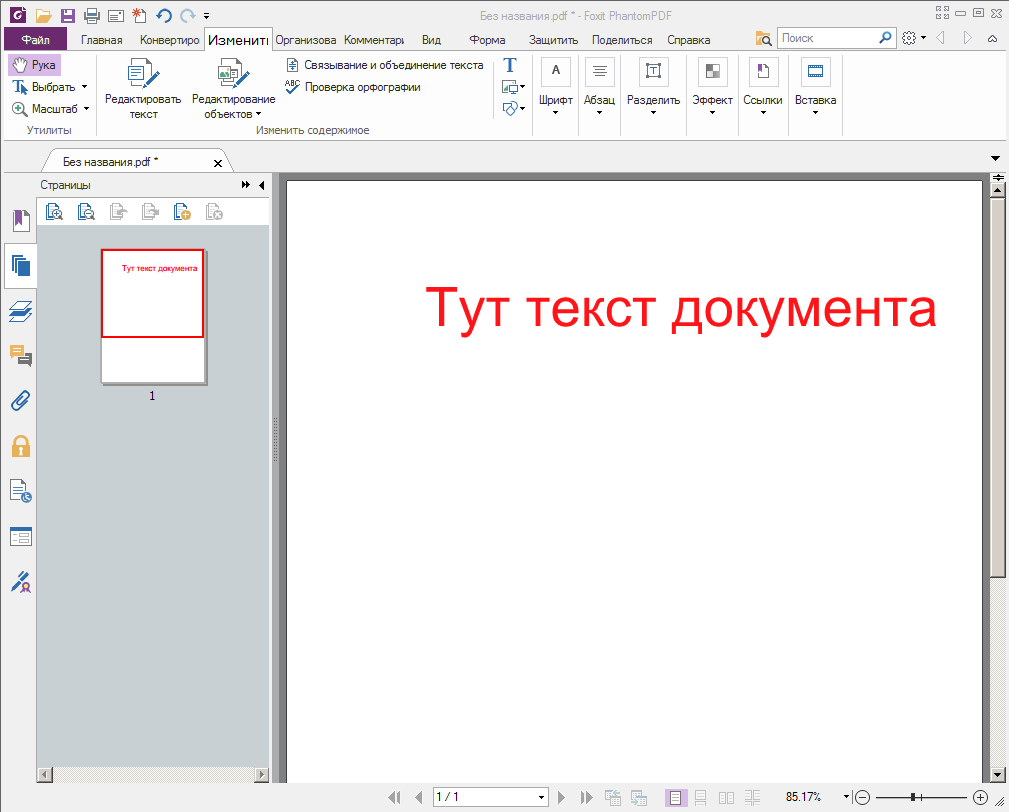 Без названия.pdf * - Foxit PhantomPDF
Файл Главная Конвертиро Изменить Организова Комментари Вид Форма Защитить Поделиться Справка Поиск
Рука
Выбрать
Масштаб
Утилиты
Редактировать текст
Редактирование объектов
Связывание и объединение текста
ABC Проверка орфографии
Изменить содержимое
T
A
T
Шрифт Абзац Разделить Эффект Ссылки Вставка
Без названия.pdf *
Страницы
Тут текст документа
1
Тут текст документа
1 / 1
85.17%